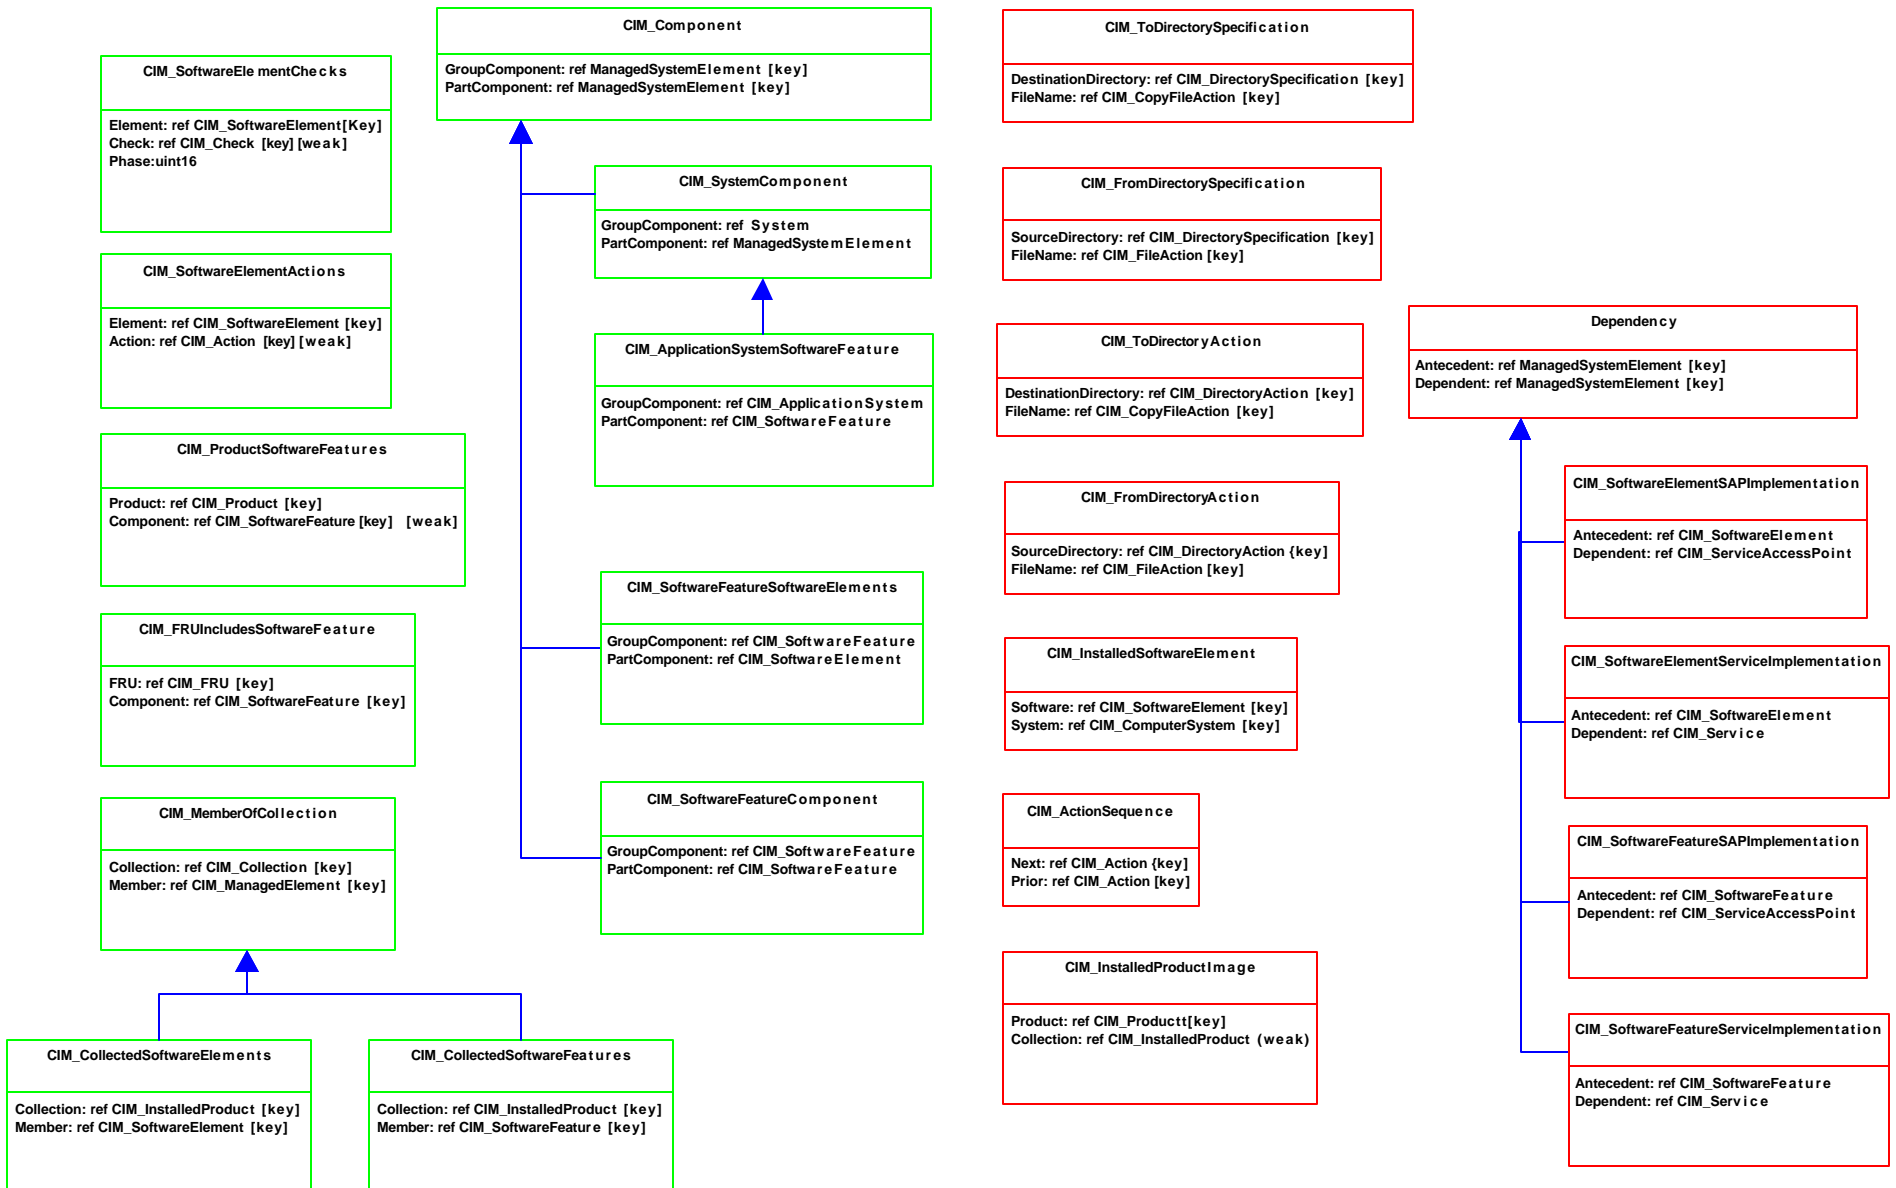 CIM_Component
GroupComponent: ref ManagedSystemElement [key]
PartComponent: ref ManagedSystemElement [key]
CIM_ToDirectorySpecification
DestinationDirectory: ref CIM_DirectorySpecification [key]
FileName: ref CIM_CopyFileAction [key]
CIM_SoftwareElementChecks
Element: ref CIM_SoftwareElement[Key]
Check: ref CIM_Check [key] [weak]
Phase:uint16
CIM_SystemComponent
GroupComponent: ref System
PartComponent: ref ManagedSystemElement
CIM_FromDirectorySpecification
SourceDirectory: ref CIM_DirectorySpecification [key]
FileName: ref CIM_FileAction [key]
CIM_SoftwareElementActions
Element: ref CIM_SoftwareElement [key]
Action: ref CIM_Action [key] [weak]
CIM_ApplicationSystemSoftwareFeature
GroupComponent: ref CIM_ApplicationSystem
PartComponent: ref CIM_SoftwareFeature
CIM_ToDirectoryAction
DestinationDirectory: ref CIM_DirectoryAction [key]
FileName: ref CIM_CopyFileAction [key]
Dependency
Antecedent: ref ManagedSystemElement [key]
Dependent: ref ManagedSystemElement [key]
CIM_ProductSoftwareFeatures
Product: ref CIM_Product [key]
Component: ref CIM_SoftwareFeature [key] [weak]
CIM_FromDirectoryAction
SourceDirectory: ref CIM_DirectoryAction {key]
FileName: ref CIM_FileAction [key]
CIM_SoftwareElementSAPImplementation
Antecedent: ref CIM_SoftwareElement
Dependent: ref CIM_ServiceAccessPoint
CIM_SoftwareFeatureSoftwareElements
GroupComponent: ref CIM_SoftwareFeature
PartComponent: ref CIM_SoftwareElement
CIM_FRUIncludesSoftwareFeature
FRU: ref CIM_FRU [key]
Component: ref CIM_SoftwareFeature [key]
CIM_InstalledSoftwareElement
Software: ref CIM_SoftwareElement [key]
System: ref CIM_ComputerSystem [key]
CIM_SoftwareElementServiceImplementation
Antecedent: ref CIM_SoftwareElement
Dependent: ref CIM_Service
CIM_MemberOfCollection
Collection: ref CIM_Collection [key]
Member: ref CIM_ManagedElement [key]
CIM_SoftwareFeatureComponent
GroupComponent: ref CIM_SoftwareFeature
PartComponent: ref CIM_SoftwareFeature
CIM_ActionSequence
Next: ref CIM_Action {key]
Prior: ref CIM_Action [key]
CIM_SoftwareFeatureSAPImplementation
Antecedent: ref CIM_SoftwareFeature
Dependent: ref CIM_ServiceAccessPoint
CIM_InstalledProductImage
Product: ref CIM_Productt[key]
Collection: ref CIM_InstalledProduct (weak)
CIM_SoftwareFeatureServiceImplementation
Antecedent: ref CIM_SoftwareFeature
Dependent: ref CIM_Service
CIM_CollectedSoftwareElements
Collection: ref CIM_InstalledProduct [key]
Member: ref CIM_SoftwareElement [key]
CIM_CollectedSoftwareFeatures
Collection: ref CIM_InstalledProduct [key]
Member: ref CIM_SoftwareFeature [key]